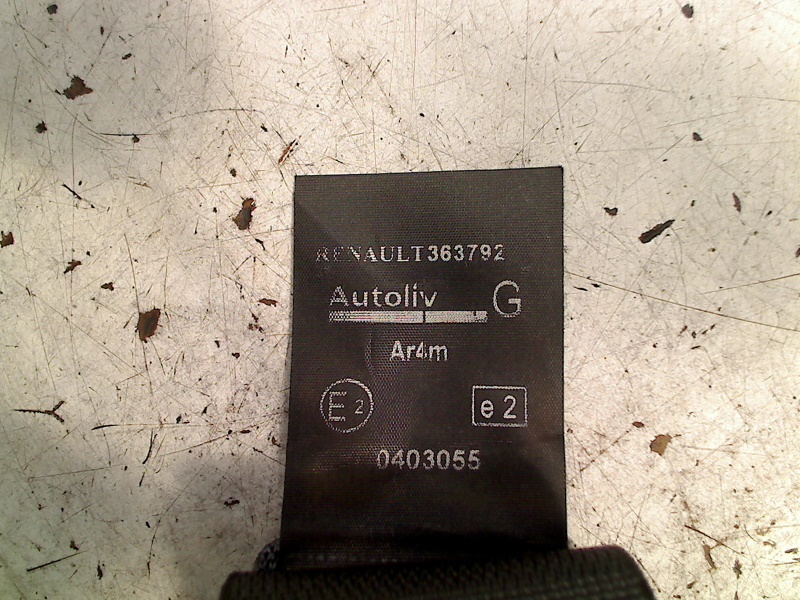 RENAULT363792
Autoliv G
Ar4m
E2 e2
0403055